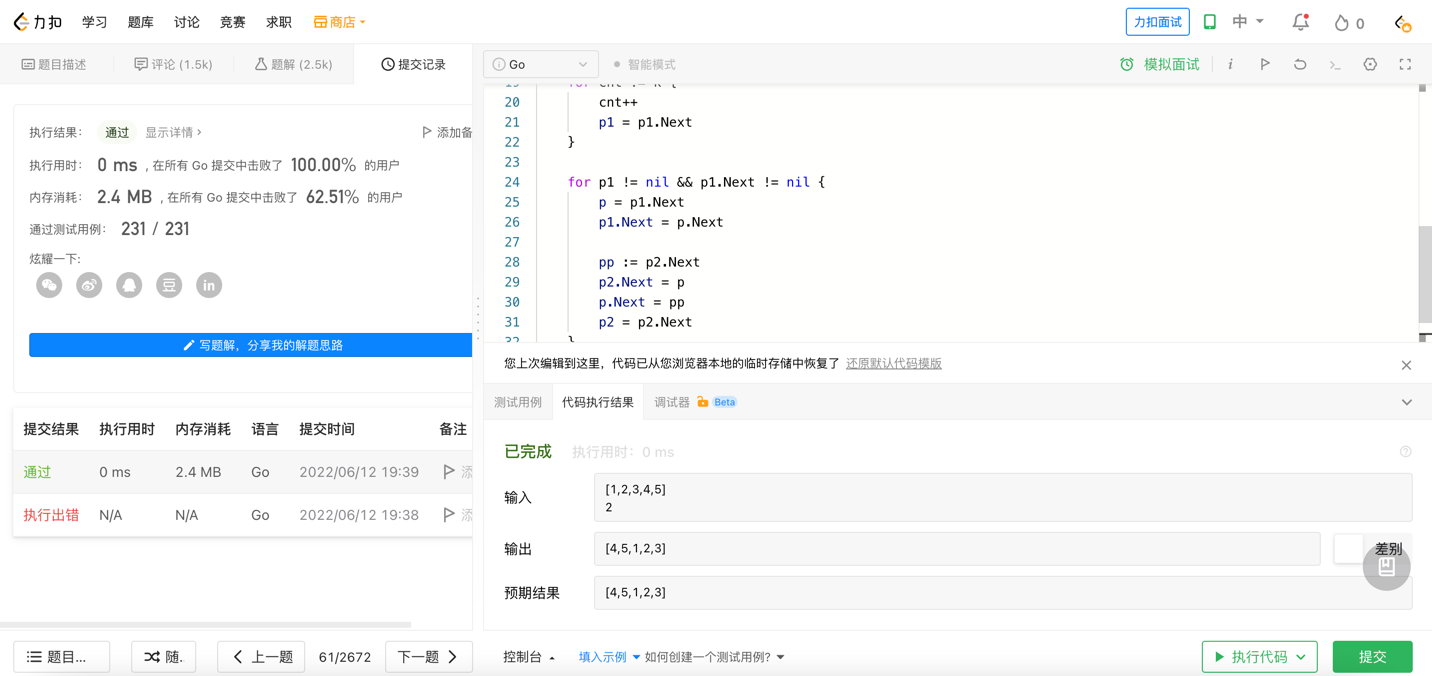 力扣 学习 题库 讨论 竞赛 求职 商店 力扣面试 中 0
题目描述 评论 (1.5k) 题解 (2.5k) 提交记录
执行结果： 通过 显示详情 添加备
执行用时： 0 ms ，在所有 Go 提交中击败了 100.00% 的用户
内存消耗： 2.4 MB ，在所有 Go 提交中击败了 62.51% 的用户
通过测试用例： 231 / 231
炫耀一下:
豆 in
写题解，分享我的解题思路
提交结果 执行用时 内存消耗 语言 提交时间 备注
通过 0 ms 2.4 MB Go 2022/06/12 19:39 添
执行出错 N/A N/A Go 2022/06/12 19:38 添
题目... 随. 上一题 61/2672 下一题
Go 智能模式 模拟面试 i
19 for cnt != k {
20 cnt++
21 p1 = p1.Next
22 }
23
24 for p1 != nil && p1.Next != nil {
25 p = p1.Next
26 p1.Next = p.Next
27
28 pp := p2.Next
29 p2.Next = p
30 p.Next = pp
31 p2 = p2.Next
32 }
您上次编辑到这里，代码已从您浏览器本地的临时存储中恢复了 还原默认代码模版
测试用例 代码执行结果 调试器 Beta
已完成 执行用时：0 ms
输入
[1,2,3,4,5]
2
输出 [4,5,1,2,3] 差别
预期结果 [4,5,1,2,3]
控制台 填入示例 如何创建一个测试用例? 执行代码 提交